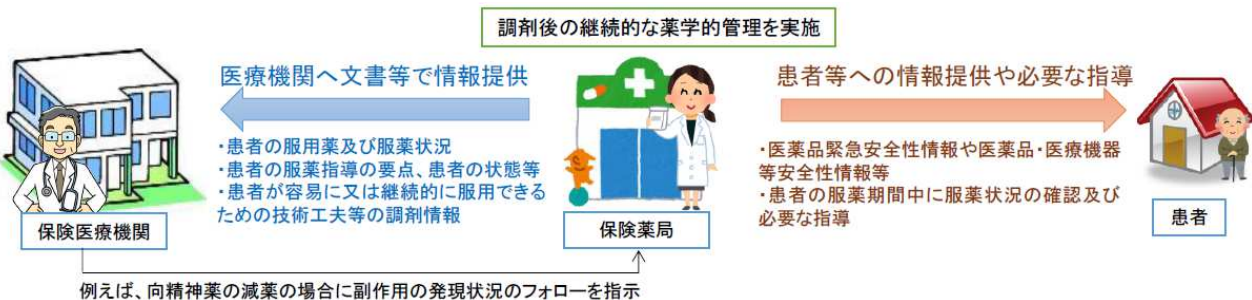 調剤後の継続的な薬学的管理を実施
医療機関へ文書等で情報提供
・患者の服用薬及び服薬状況
・患者の服薬指導の要点、患者の状態等
・患者が容易に又は継続的に服用できる
ための技術工夫等の調剤情報
患者等への情報提供や必要な指導
・医薬品緊急安全性情報や医薬品・医療機器
等安全性情報等
・患者の服薬期間中に服薬状況の確認及び
必要な指導
保険医療機関
保険薬局
患者
例えば、向精神薬の減薬の場合に副作用の発現状況のフォローを指示